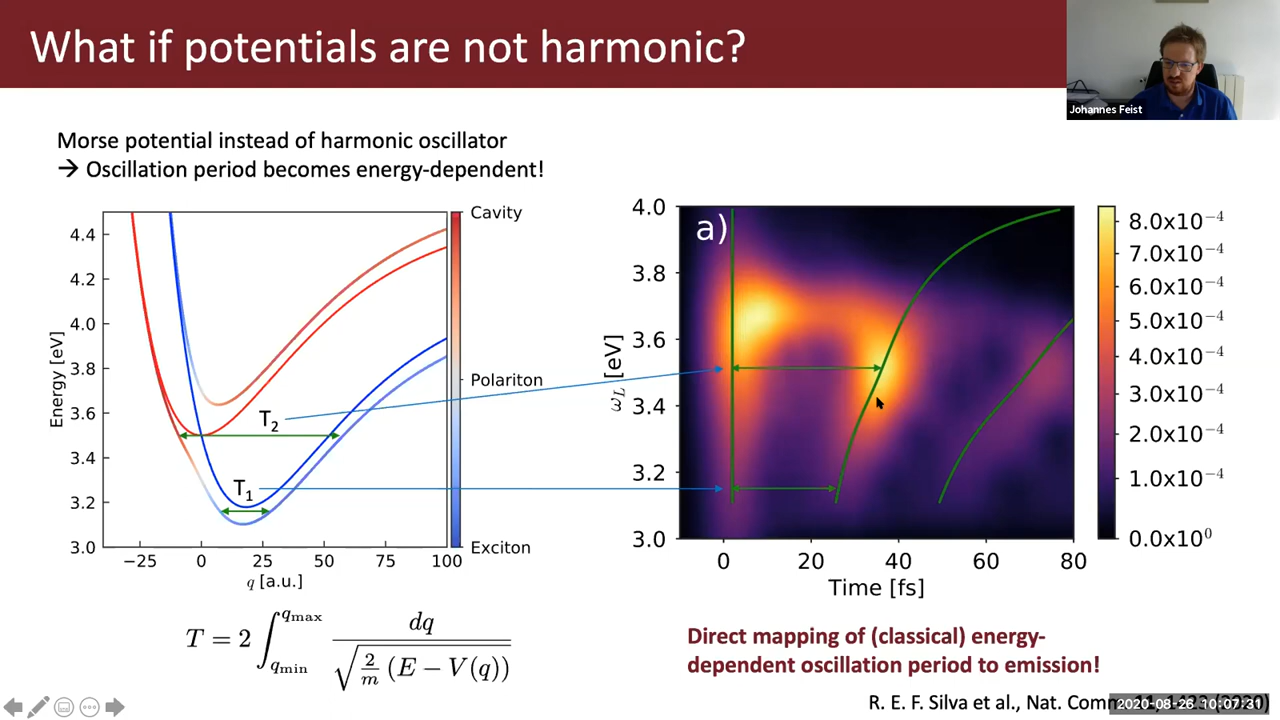 What if potentials are not harmonic?
Johannes Feist
Morse potential instead of harmonic oscillator
→ Oscillation period becomes energy-dependent!
4.4
4.2
4.0
3.8
3.6
3.4
3.2
3.0
Energy [eV]
−25 0 25 50 75 100
q [a.u.]
T₂
T₁
Cavity
Polariton
Exciton
a)
4.0
3.8
3.6
3.4
3.2
3.0
ω_L [eV]
0 20 40 60 80
Time [fs]
8.0x10⁻⁴
7.0x10⁻⁴
6.0x10⁻⁴
5.0x10⁻⁴
4.0x10⁻⁴
3.0x10⁻⁴
2.0x10⁻⁴
1.0x10⁻⁴
0.0x10⁰
T = 2 ∫_{q_min}^{q_max} dq / √(2/m (E − V(q)))
Direct mapping of (classical) energy-
dependent oscillation period to emission!
R. E. F. Silva et al., Nat. Comm
2020-08-26 10:07:31